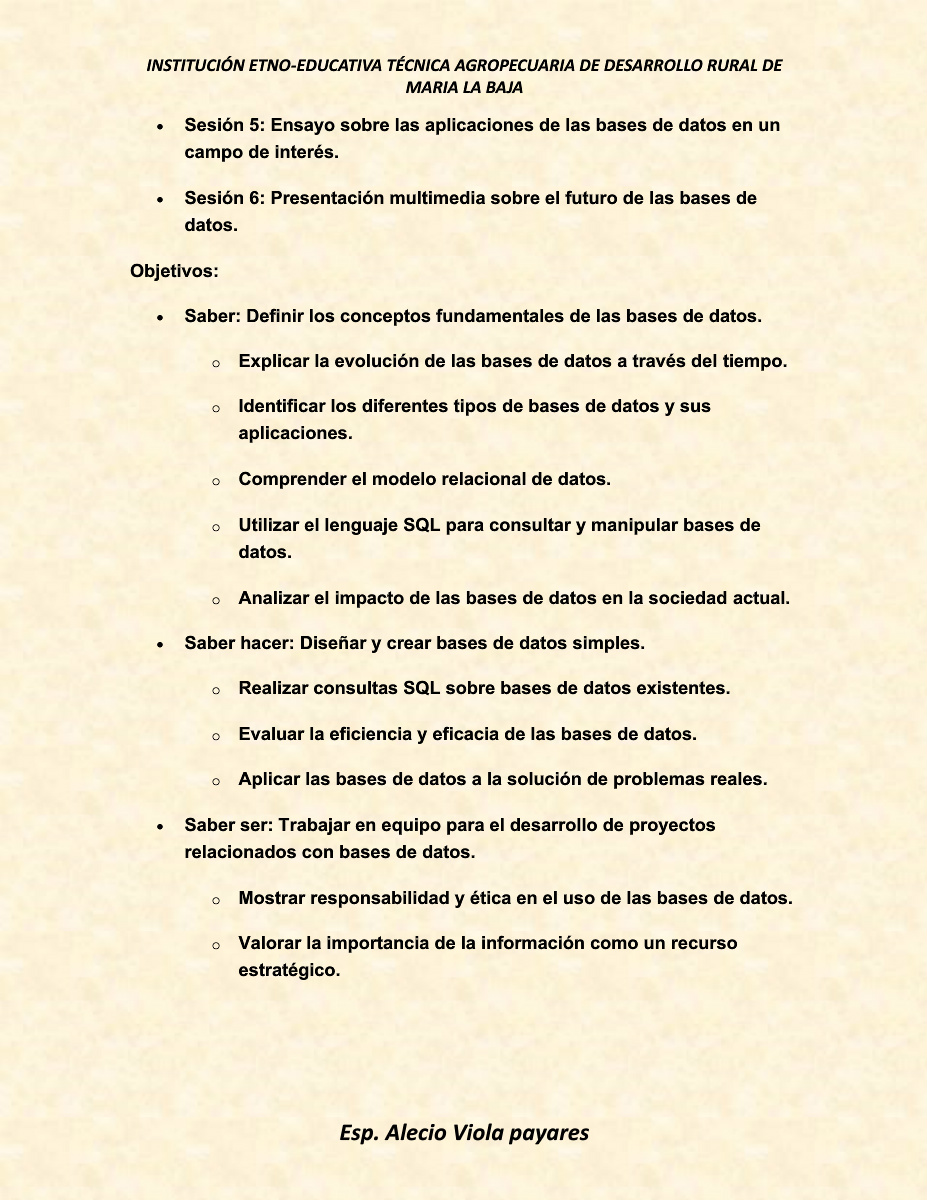 INSTITUCIÓN ETNO-EDUCATIVA TÉCNICA AGROPECUARIA DE DESARROLLO RURAL DE
MARIA LA BAJA
• Sesión 5: Ensayo sobre las aplicaciones de las bases de datos en un
campo de interés.
• Sesión 6: Presentación multimedia sobre el futuro de las bases de
datos.
Objetivos:
• Saber: Definir los conceptos fundamentales de las bases de datos.
o Explicar la evolución de las bases de datos a través del tiempo.
o Identificar los diferentes tipos de bases de datos y sus
aplicaciones.
o Comprender el modelo relacional de datos.
o Utilizar el lenguaje SQL para consultar y manipular bases de
datos.
o Analizar el impacto de las bases de datos en la sociedad actual.
• Saber hacer: Diseñar y crear bases de datos simples.
o Realizar consultas SQL sobre bases de datos existentes.
o Evaluar la eficiencia y eficacia de las bases de datos.
o Aplicar las bases de datos a la solución de problemas reales.
• Saber ser: Trabajar en equipo para el desarrollo de proyectos
relacionados con bases de datos.
o Mostrar responsabilidad y ética en el uso de las bases de datos.
o Valorar la importancia de la información como un recurso
estratégico.
Esp. Alecio Viola payares